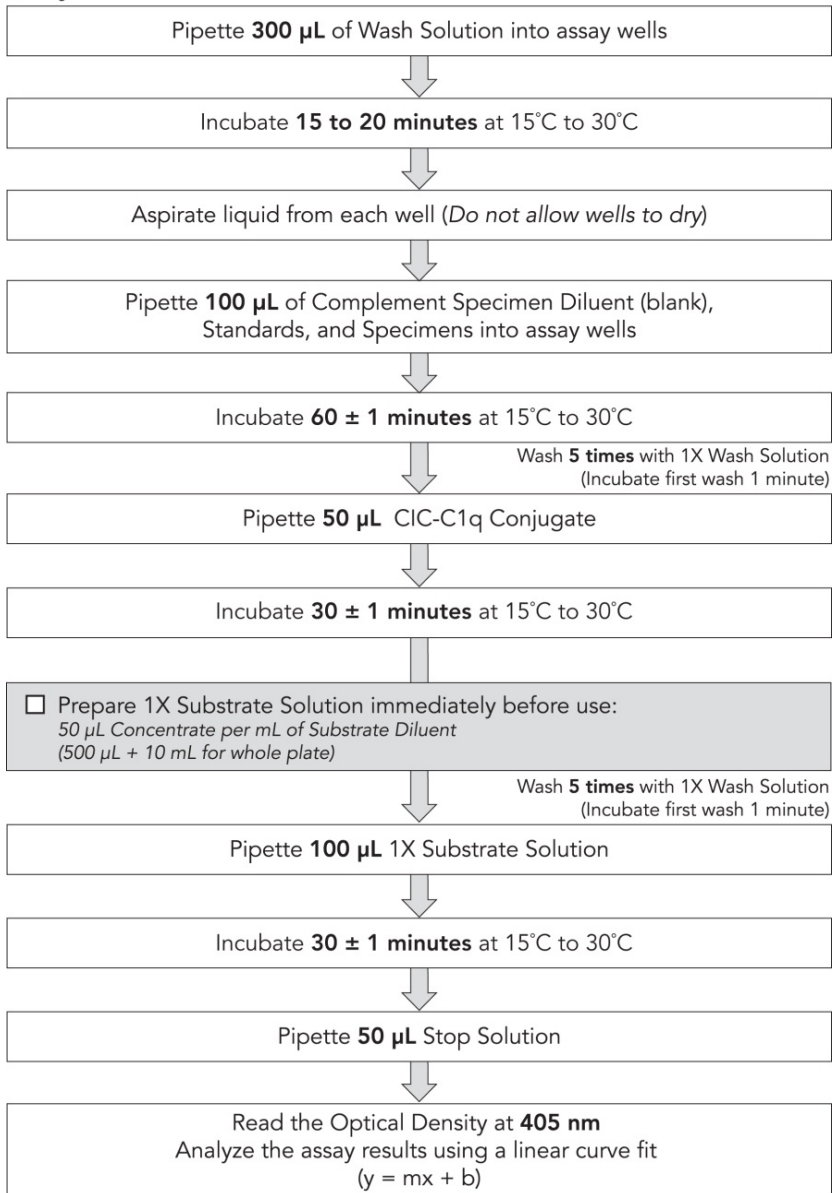 Pipette 300 µL of Wash Solution into assay wells
Incubate 15 to 20 minutes at 15°C to 30°C
Aspirate liquid from each well (Do not allow wells to dry)
Pipette 100 µL of Complement Specimen Diluent (blank),
Standards, and Specimens into assay wells
Incubate 60 ± 1 minutes at 15°C to 30°C
Wash 5 times with 1X Wash Solution
(Incubate first wash 1 minute)
Pipette 50 µL CIC-C1q Conjugate
Incubate 30 ± 1 minutes at 15°C to 30°C
Prepare 1X Substrate Solution immediately before use:
50 µL Concentrate per mL of Substrate Diluent
(500 µL + 10 mL for whole plate)
Wash 5 times with 1X Wash Solution
(Incubate first wash 1 minute)
Pipette 100 µL 1X Substrate Solution
Incubate 30 ± 1 minutes at 15°C to 30°C
Pipette 50 µL Stop Solution
Read the Optical Density at 405 nm
Analyze the assay results using a linear curve fit
(y = mx + b)